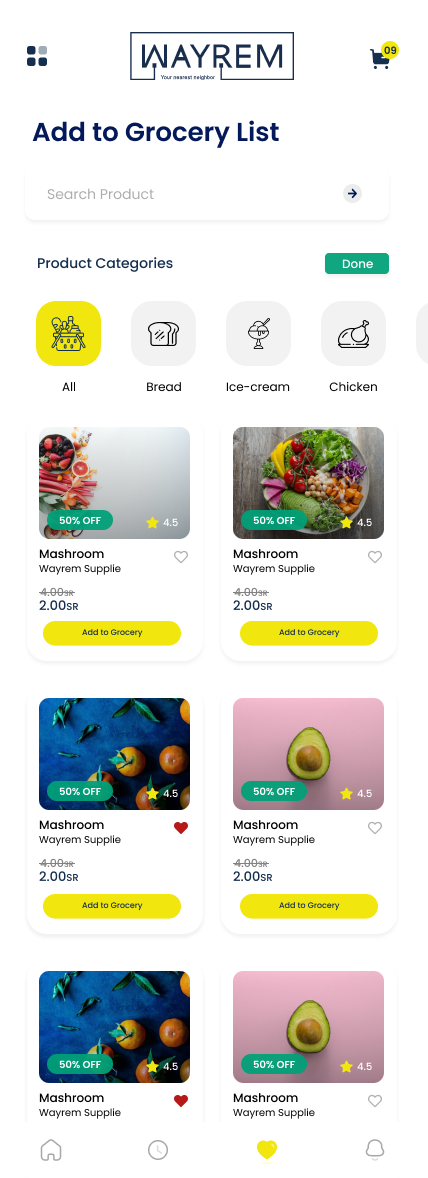 WAYREM
Your nearest neighbor
09
Add to Grocery List
Search Product
Product Categories
Done
All
Bread
Ice-cream
Chicken
50% OFF
4.5
50% OFF
4.5
Mashroom
Wayrem Supplie
4.00SR
2.00SR
Add to Grocery
Mashroom
Wayrem Supplie
4.00SR
2.00SR
Add to Grocery
50% OFF
4.5
50% OFF
4.5
Mashroom
Wayrem Supplie
4.00SR
2.00SR
Add to Grocery
Mashroom
Wayrem Supplie
4.00SR
2.00SR
Add to Grocery
50% OFF
4.5
50% OFF
4.5
Mashroom
Wayrem Supplie
Mashroom
Wayrem Supplie